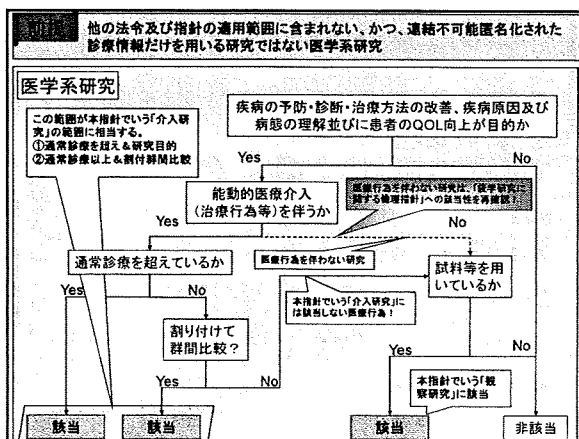 前提
他の法令及び指針の適用範囲に含まれない、かつ、連結不可能匿名化された
診療情報だけを用いる研究ではない医学系研究
医学系研究
この範囲が本指針でいう「介入研
究」の範囲に相当する。
①通常診療を超え&研究目的
②通常診療以上&割付群間比較
疾病の予防・診断・治療方法の改善、疾病原因及び
病態の理解並びに患者のQOL向上が目的か
Yes
No
能動的医療介入
(治療行為等)を伴うか
医療行為を伴わない研究は、「疫学研究に
関する倫理指針」への該当性を再確認!
Yes
No
通常診療を超えているか
医療行為を伴わない研究
試料等を用
いているか
Yes
No
本指針でいう「介入研究」に
は該当しない医療行為!
割り付けて
群間比較?
Yes
No
Yes
No
本指針でいう「観
察研究」に該当
該当
該当
該当
非該当